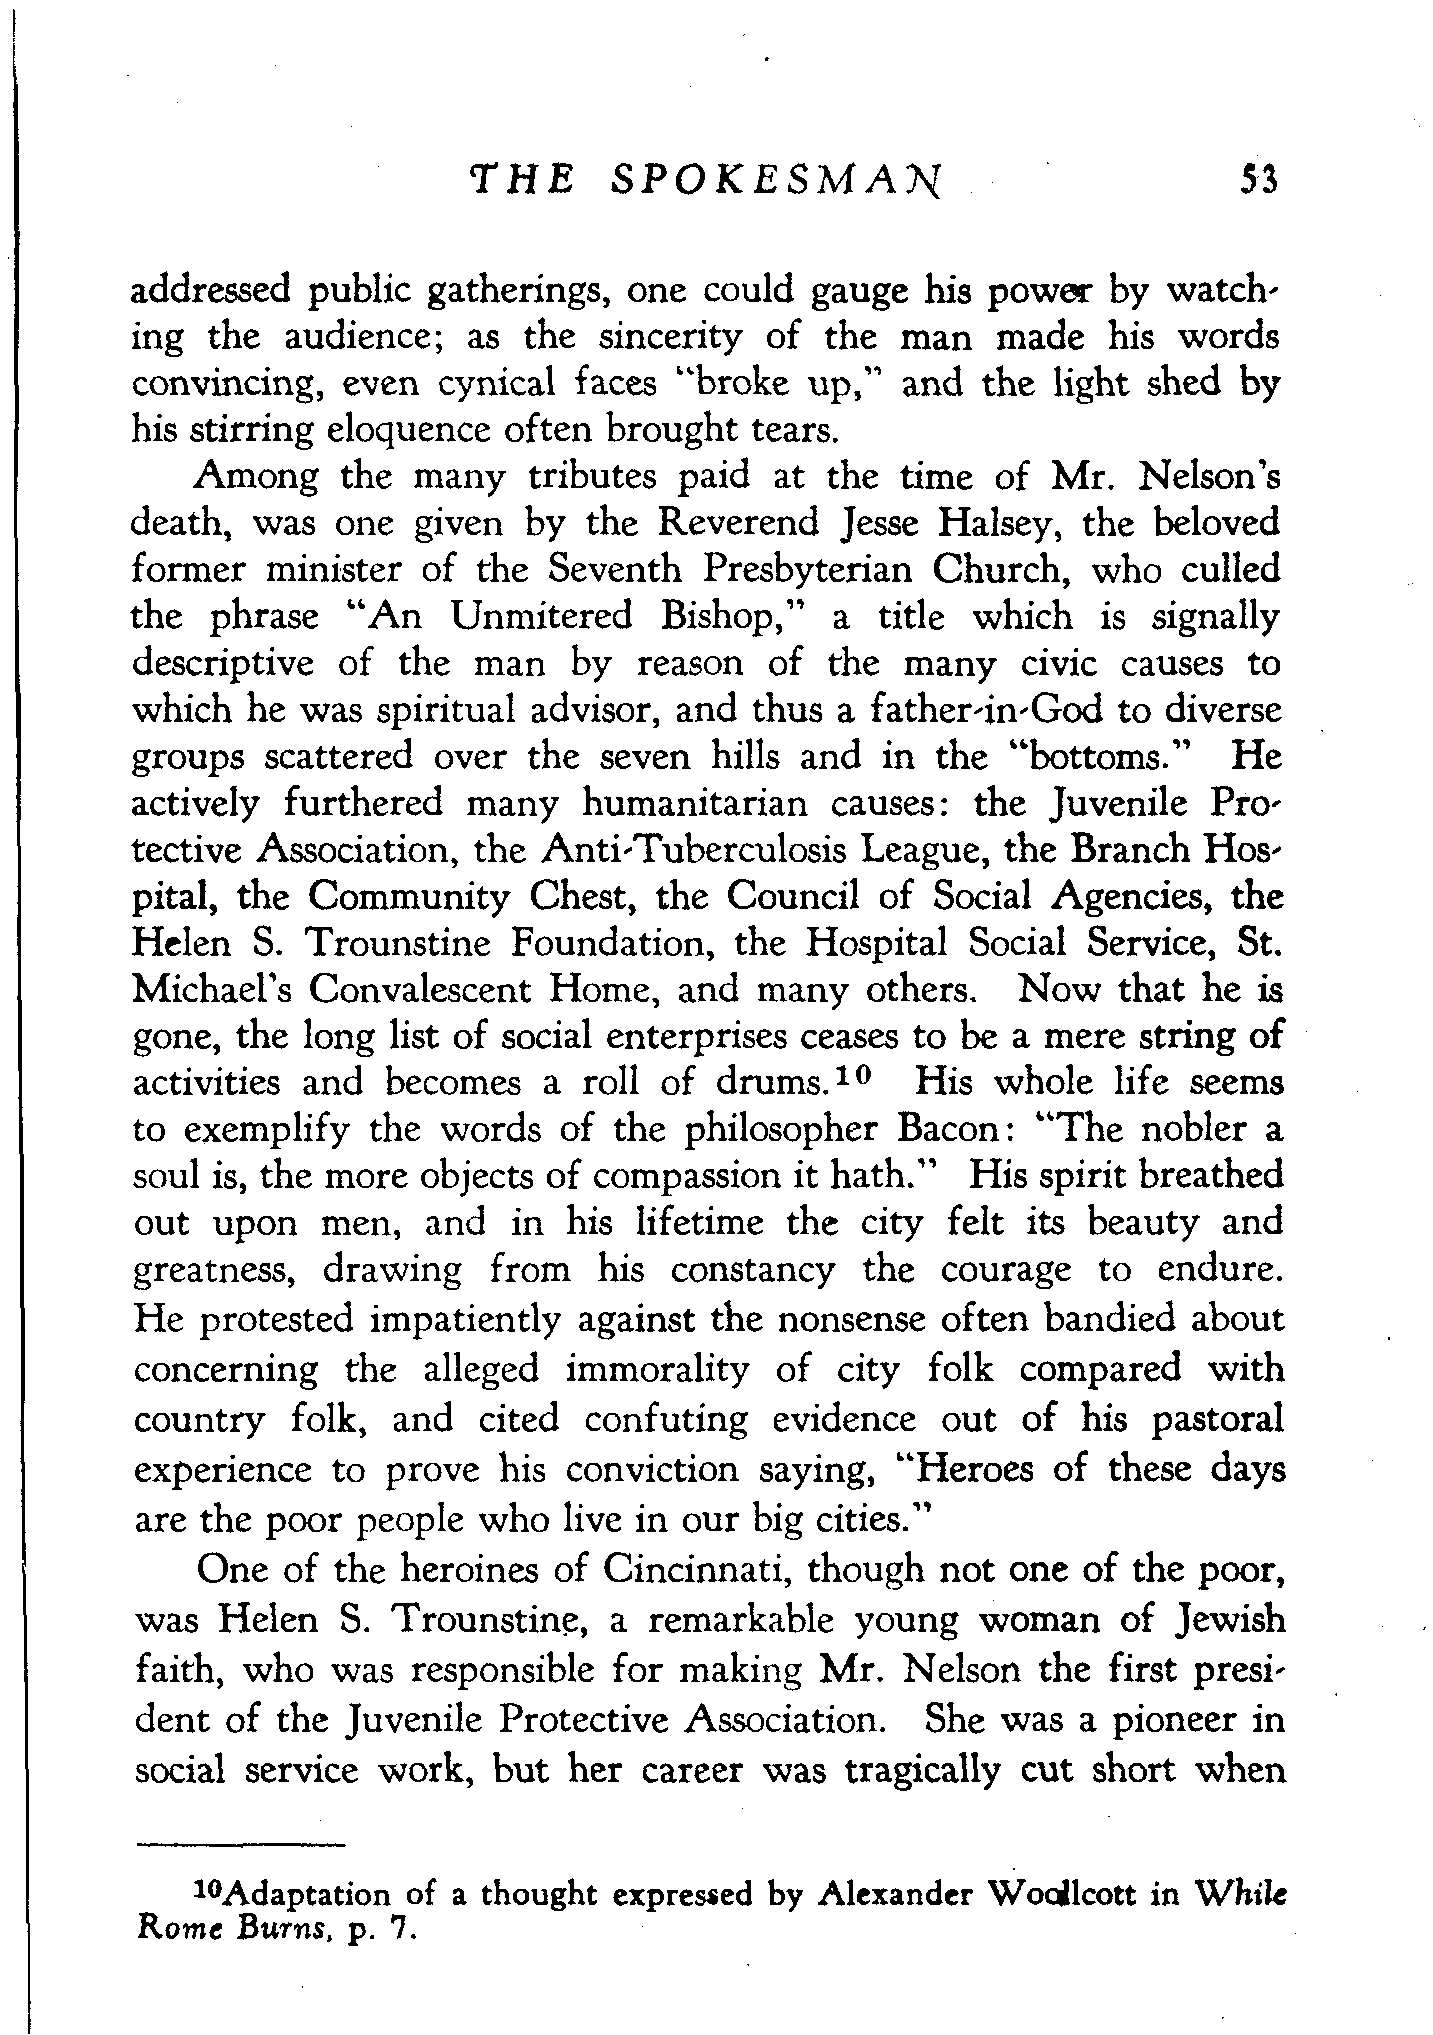 THE SPOKESMAN 53
addressed public gatherings, one could gauge his power by watch-
ing the audience; as the sincerity of the man made his words
convincing, even cynical faces "broke up," and the light shed by
his stirring eloquence often brought tears.
Among the many tributes paid at the time of Mr. Nelson's
death, was one given by the Reverend Jesse Halsey, the beloved
former minister of the Seventh Presbyterian Church, who culled
the phrase "An Unmitered Bishop," a title which is signally
descriptive of the man by reason of the many civic causes to
which he was spiritual advisor, and thus a father-in-God to diverse
groups scattered over the seven hills and in the "bottoms." He
actively furthered many humanitarian causes: the Juvenile Pro-
tective Association, the Anti-Tuberculosis League, the Branch Hos-
pital, the Community Chest, the Council of Social Agencies, the
Helen S. Trounstine Foundation, the Hospital Social Service, St.
Michael's Convalescent Home, and many others. Now that he is
gone, the long list of social enterprises ceases to be a mere string of
activities and becomes a roll of drums.10 His whole life seems
to exemplify the words of the philosopher Bacon: "The nobler a
soul is, the more objects of compassion it hath." His spirit breathed
out upon men, and in his lifetime the city felt its beauty and
greatness, drawing from his constancy the courage to endure.
He protested impatiently against the nonsense often bandied about
concerning the alleged immorality of city folk compared with
country folk, and cited confuting evidence out of his pastoral
experience to prove his conviction saying, "Heroes of these days
are the poor people who live in our big cities."
One of the heroines of Cincinnati, though not one of the poor,
was Helen S. Trounstine, a remarkable young woman of Jewish
faith, who was responsible for making Mr. Nelson the first presi-
dent of the Juvenile Protective Association. She was a pioneer in
social service work, but her career was tragically cut short when
10Adaptation of a thought expressed by Alexander Woollcott in While
Rome Burns, p. 7.